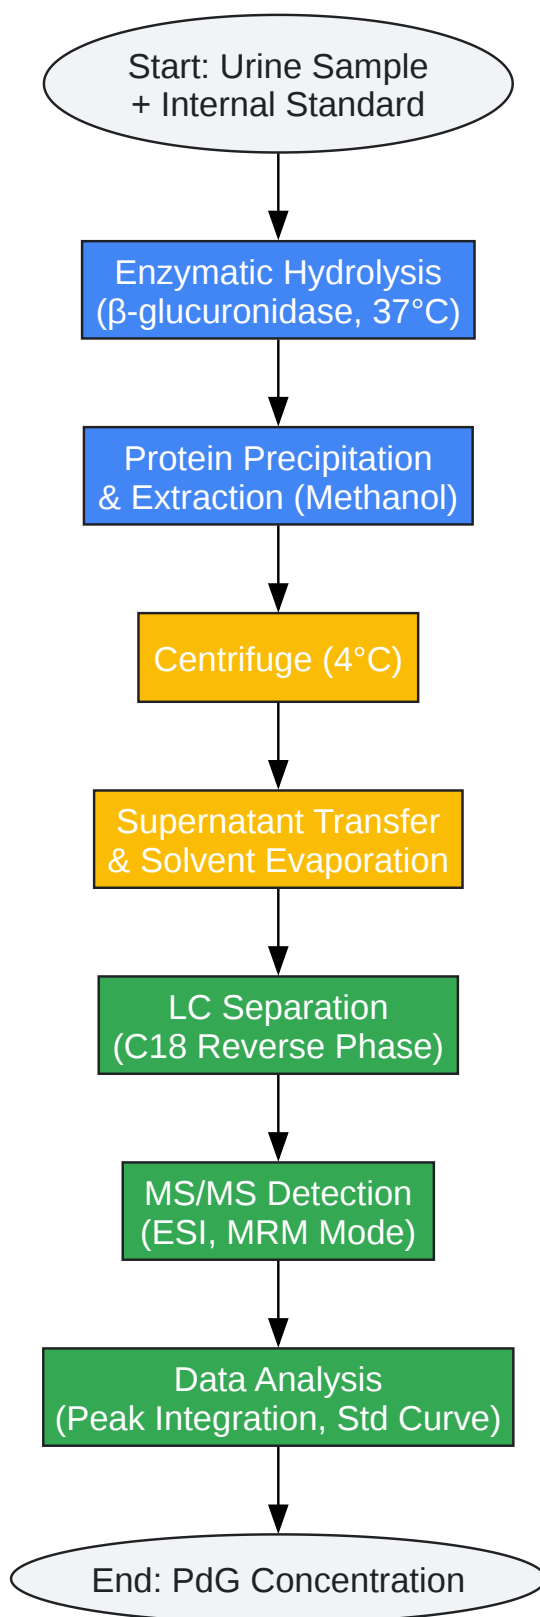 Start: Urine Sample
+ Internal Standard
Enzymatic Hydrolysis
(β-glucuronidase, 37°C)
Protein Precipitation
& Extraction (Methanol)
Centrifuge (4°C)
Supernatant Transfer
& Solvent Evaporation
LC Separation
(C18 Reverse Phase)
MS/MS Detection
(ESI, MRM Mode)
Data Analysis
(Peak Integration, Std Curve)
End: PdG Concentration